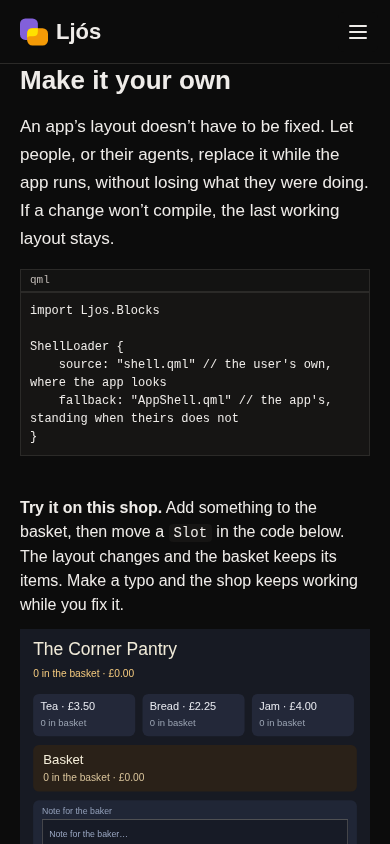 Ljós
Make it your own
An app’s layout doesn’t have to be fixed. Let
people, or their agents, replace it while the
app runs, without losing what they were doing.
If a change won’t compile, the last working
layout stays.
qml
import Ljos.Blocks
ShellLoader {
    source: "shell.qml" // the user's own,
where the app looks
    fallback: "AppShell.qml" // the app's,
standing when theirs does not
}
Try it on this shop. Add something to the
basket, then move a Slot in the code below.
The layout changes and the basket keeps its
items. Make a typo and the shop keeps working
while you fix it.
The Corner Pantry
0 in the basket · £0.00
Tea · £3.50
0 in basket
Bread · £2.25
0 in basket
Jam · £4.00
0 in basket
Basket
0 in the basket · £0.00
Note for the baker
Note for the baker…